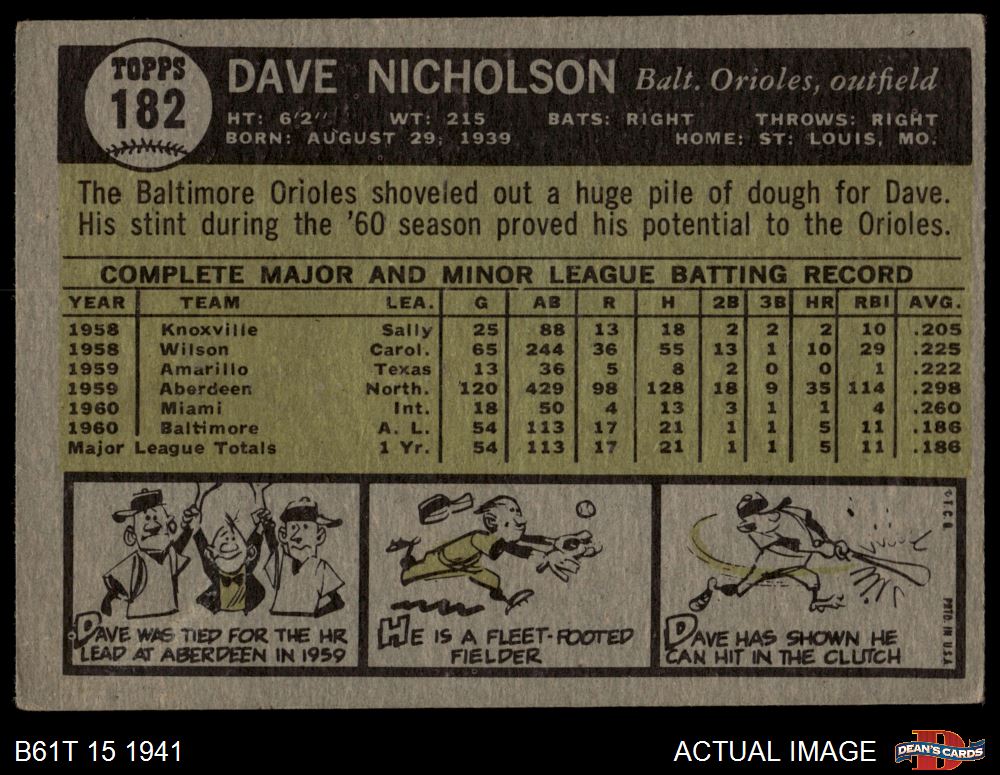 TOPPS
182
DAVE NICHOLSON Balt. Orioles, outfield
HT: 6'2" WT: 215 BATS: RIGHT THROWS: RIGHT
BORN: AUGUST 29, 1939 HOME: ST: LOUIS, MO.
The Baltimore Orioles shoveled out a huge pile of dough for Dave.
His stint during the '60 season proved his potential to the Orioles.
COMPLETE MAJOR AND MINOR LEAGUE BATTING RECORD
YEAR TEAM LEA. G AB R H 2B 3B HR RBI AVG.
1958 Knoxville Sally 25 88 13 18 2 2 2 10 .205
1958 Wilson Carol. 65 244 36 55 13 1 10 29 .225
1959 Amarillo Texas 13 36 5 8 2 0 0 1 .222
1959 Aberdeen North. 120 429 98 128 18 9 35 114 .298
1960 Miami Int. 18 50 4 13 3 1 1 4 .260
1960 Baltimore A. L. 54 113 17 21 1 1 5 11 .186
Major League Totals 1 Yr. 54 113 17 21 1 1 5 11 .186
DAVE WAS TIED FOR THE HR
LEAD AT ABERDEEN IN 1959
HE IS A FLEET-FOOTED
FIELDER
DAVE HAS SHOWN HE
CAN HIT IN THE CLUTCH
© T.C.G.
PRTD. IN U.S.A.
B61T 15 1941
ACTUAL IMAGE
DEAN'S CARDS